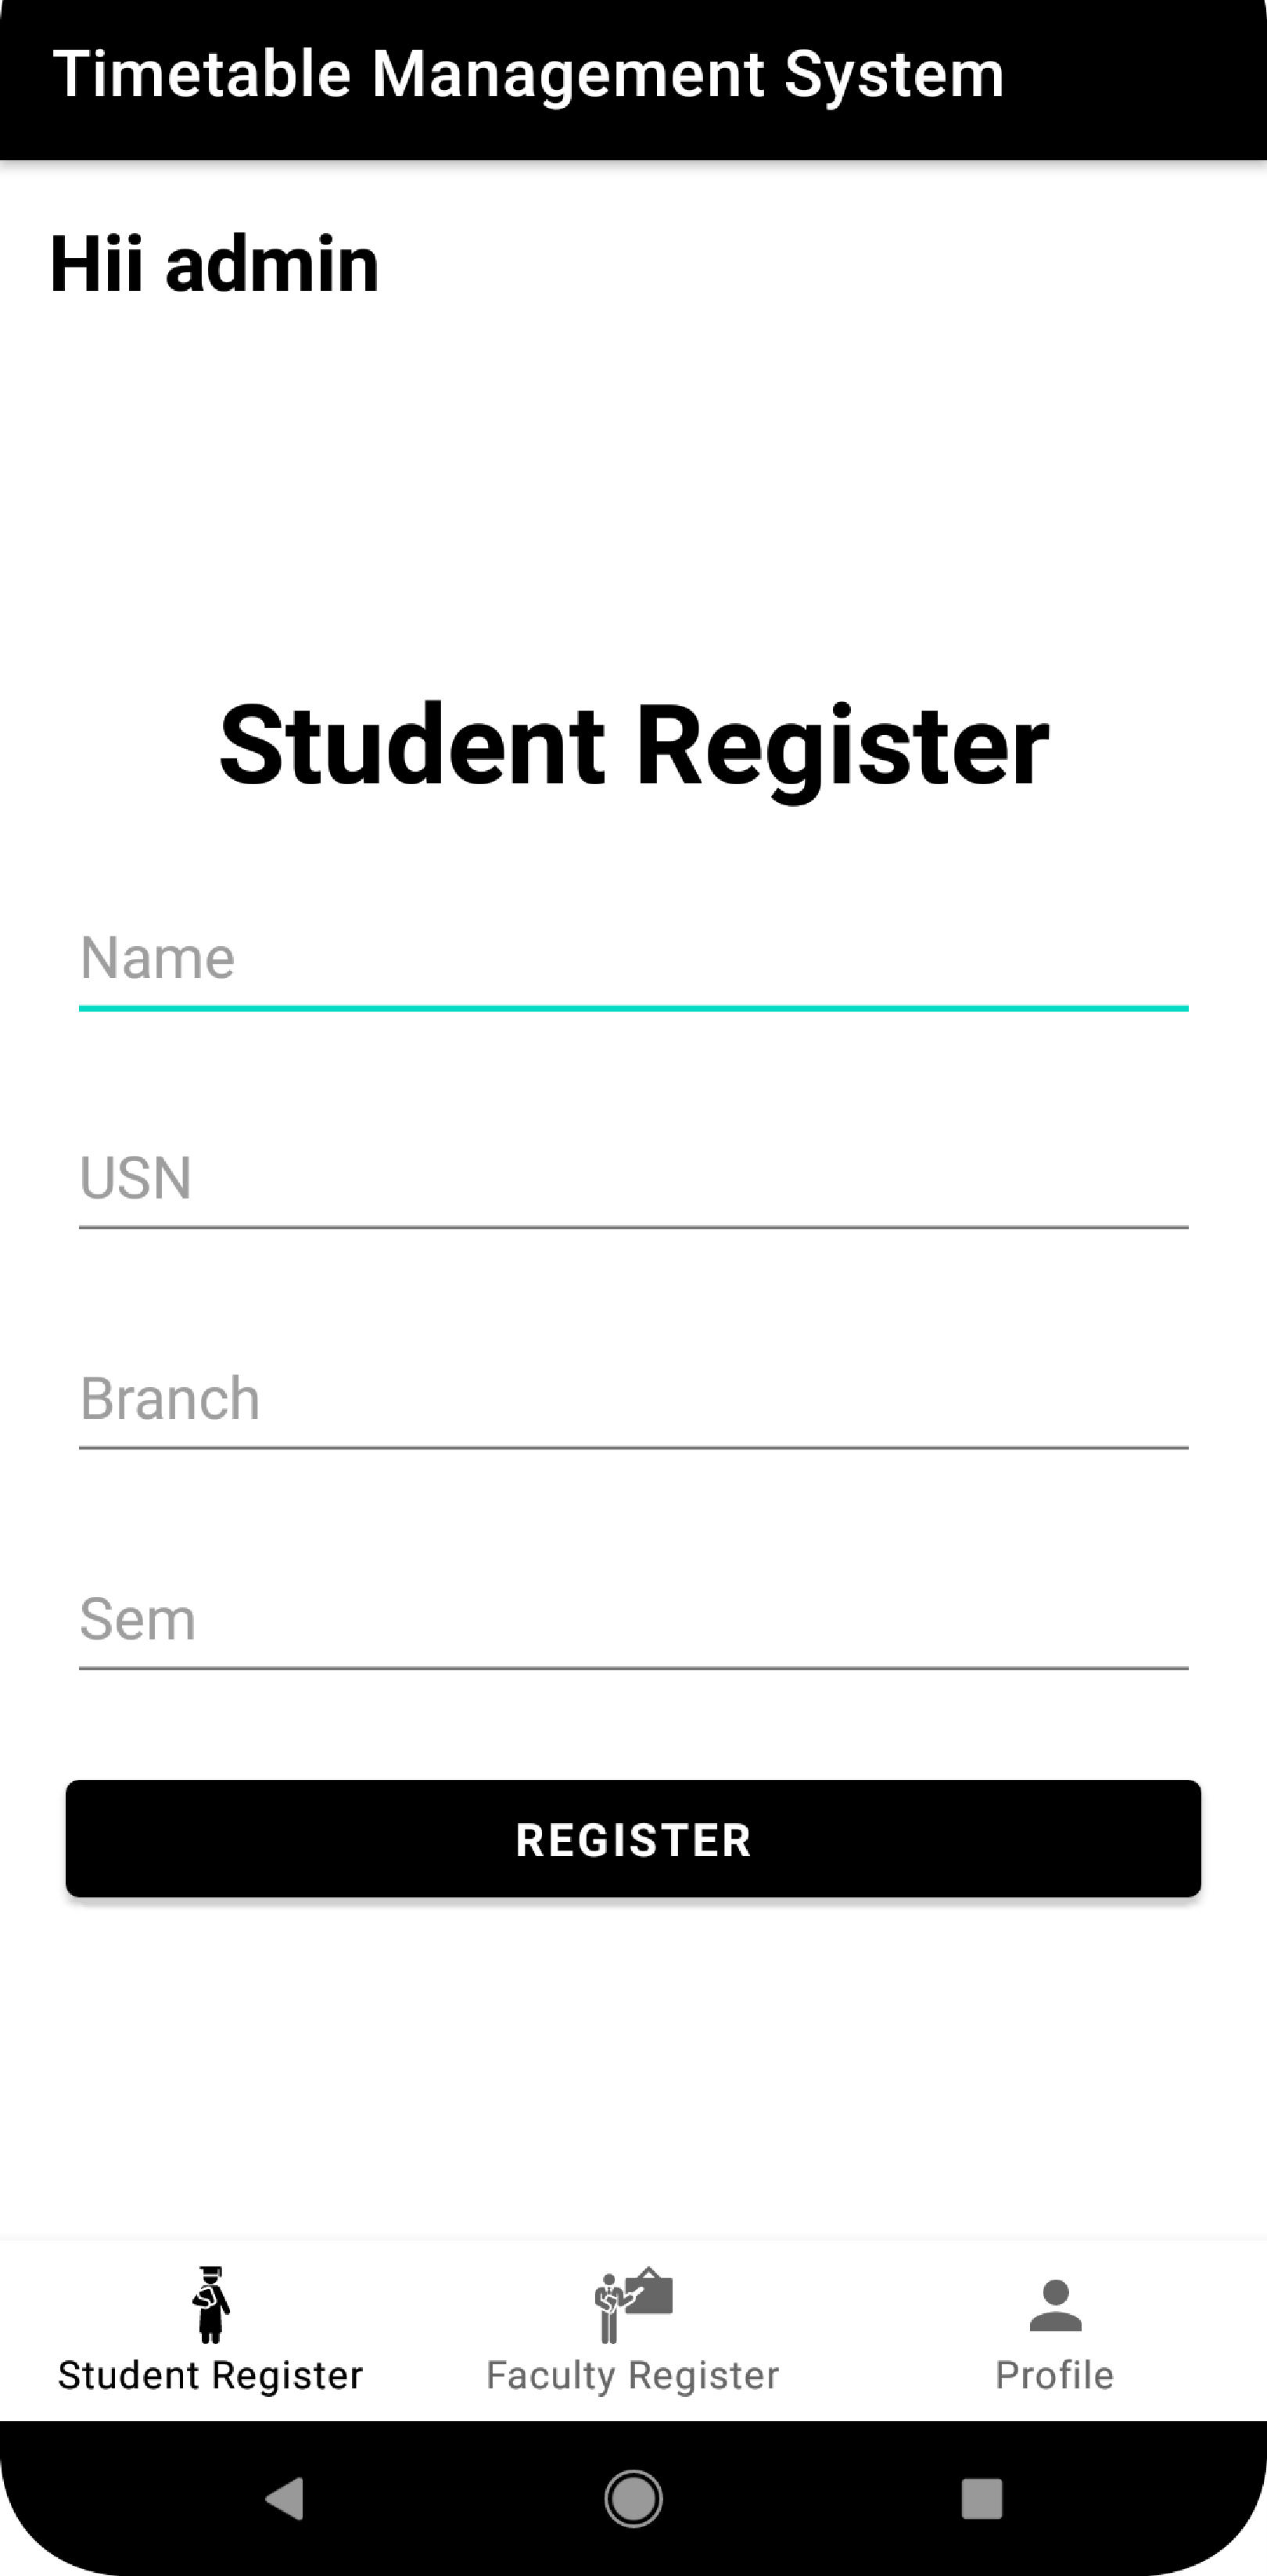 Timetable Management System
Hii admin
Student Register
Name
USN
Branch
Sem
REGISTER
Student Register
Faculty Register
Profile